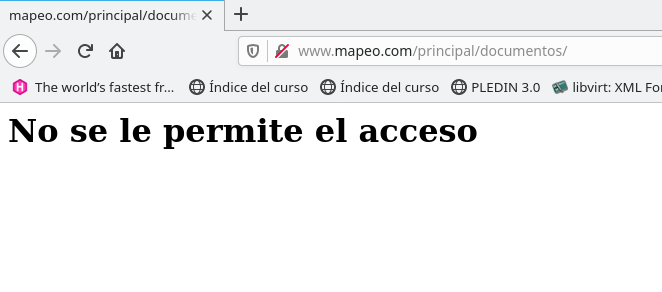 mapeo.com/principal/docume
www.mapeo.com/principal/documentos/
The world's fastest fr... Índice del curso Índice del curso PLEDIN 3.0 libvirt: XML For
No se le permite el acceso